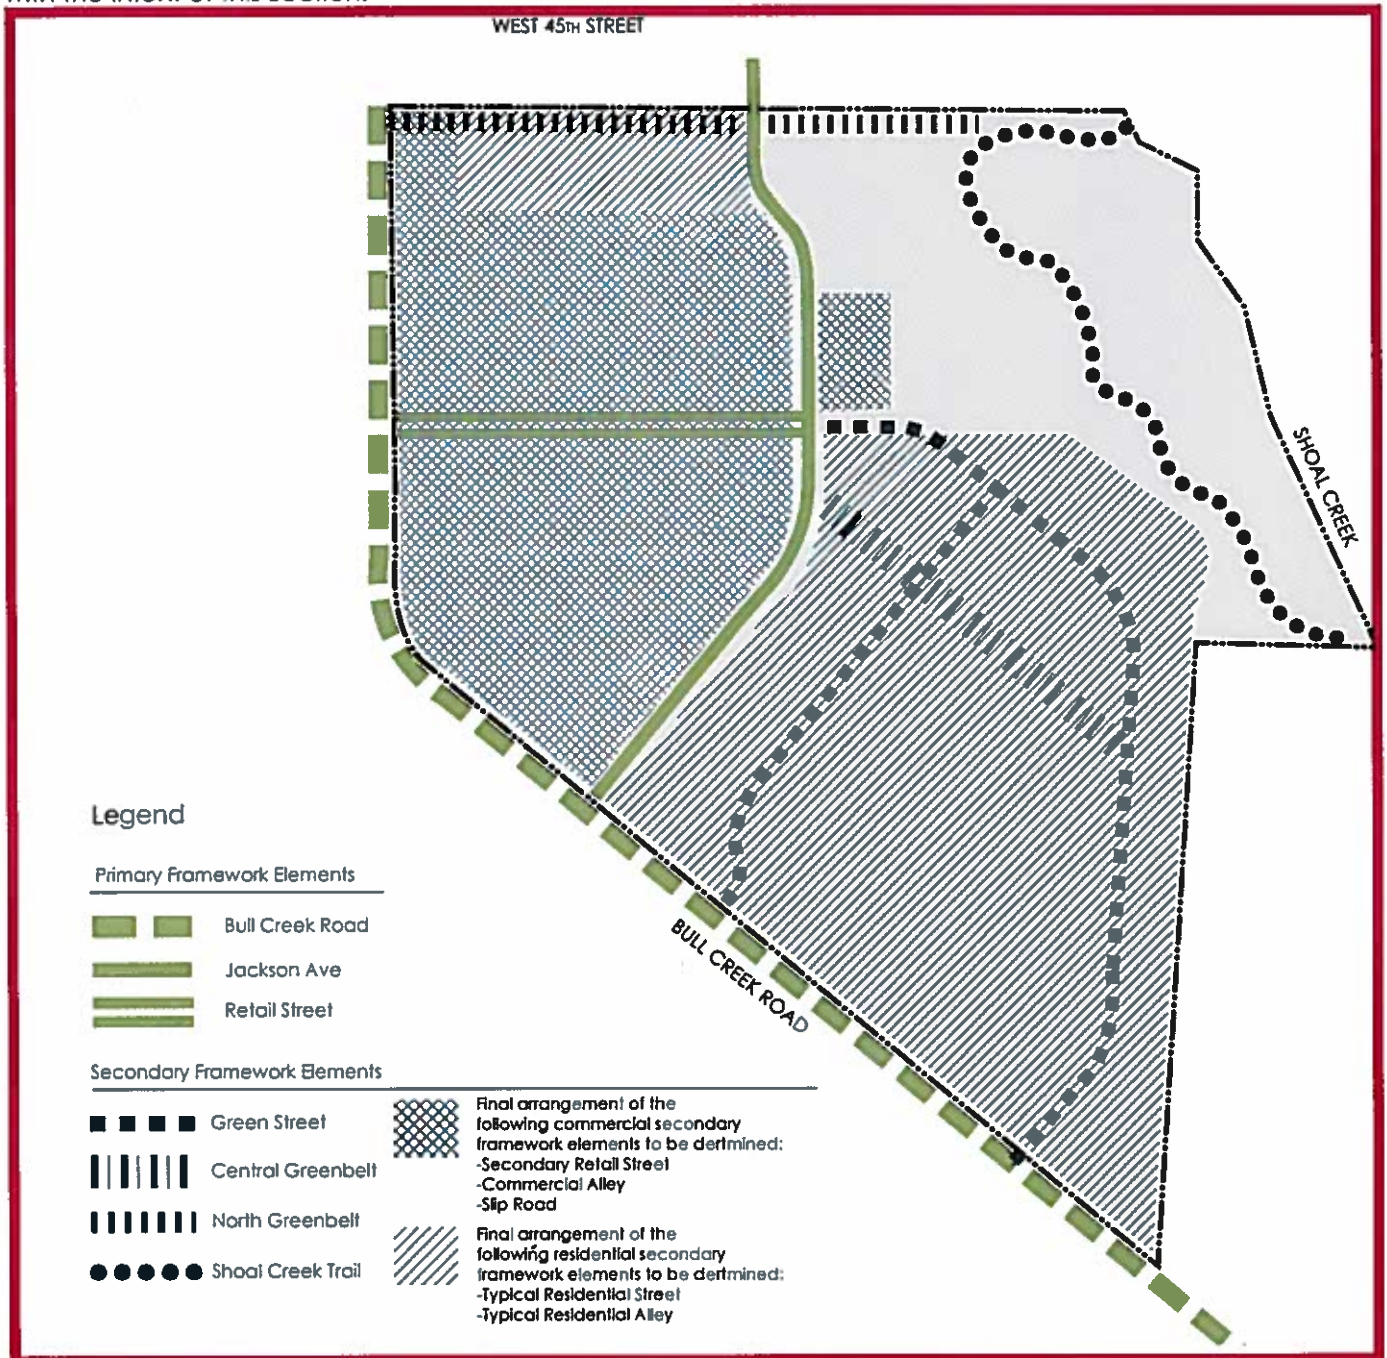 WEST 45TH STREET
SHOAL CREEK
BULL CREEK ROAD
Legend
Primary Framework Elements
Bull Creek Road
Jackson Ave
Retail Street
Secondary Framework Elements
Green Street
Central Greenbelt
North Greenbelt
Shoal Creek Trail
Final arrangement of the
following commercial secondary
framework elements to be dertmined:
-Secondary Retail Street
-Commercial Alley
-Slip Road
Final arrangement of the
following residential secondary
framework elements to be dertmined:
-Typical Residential Street
-Typical Residential Alley